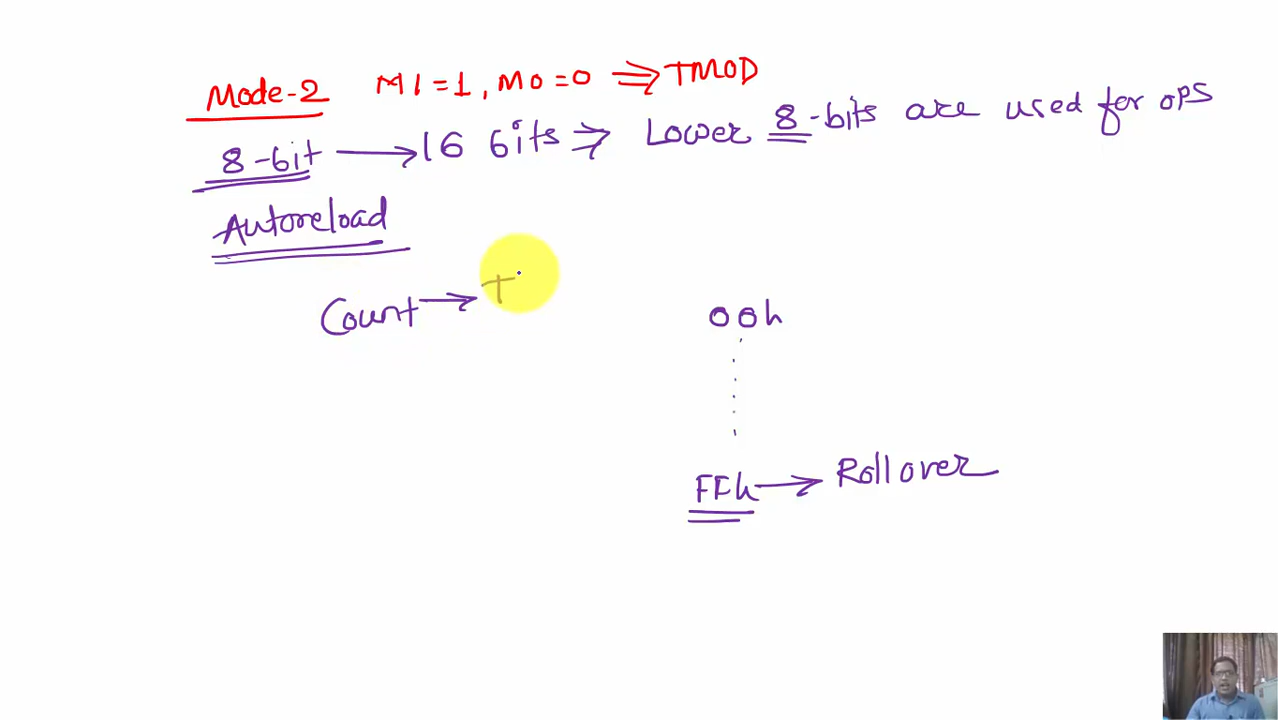 Mode-2 M1=1, M0=0 ⇒ TMOD
8-bit → 16 bits ⇒ Lower 8-bits are used for ops
Autoreload
Count → T
00h
FFh → Rollover